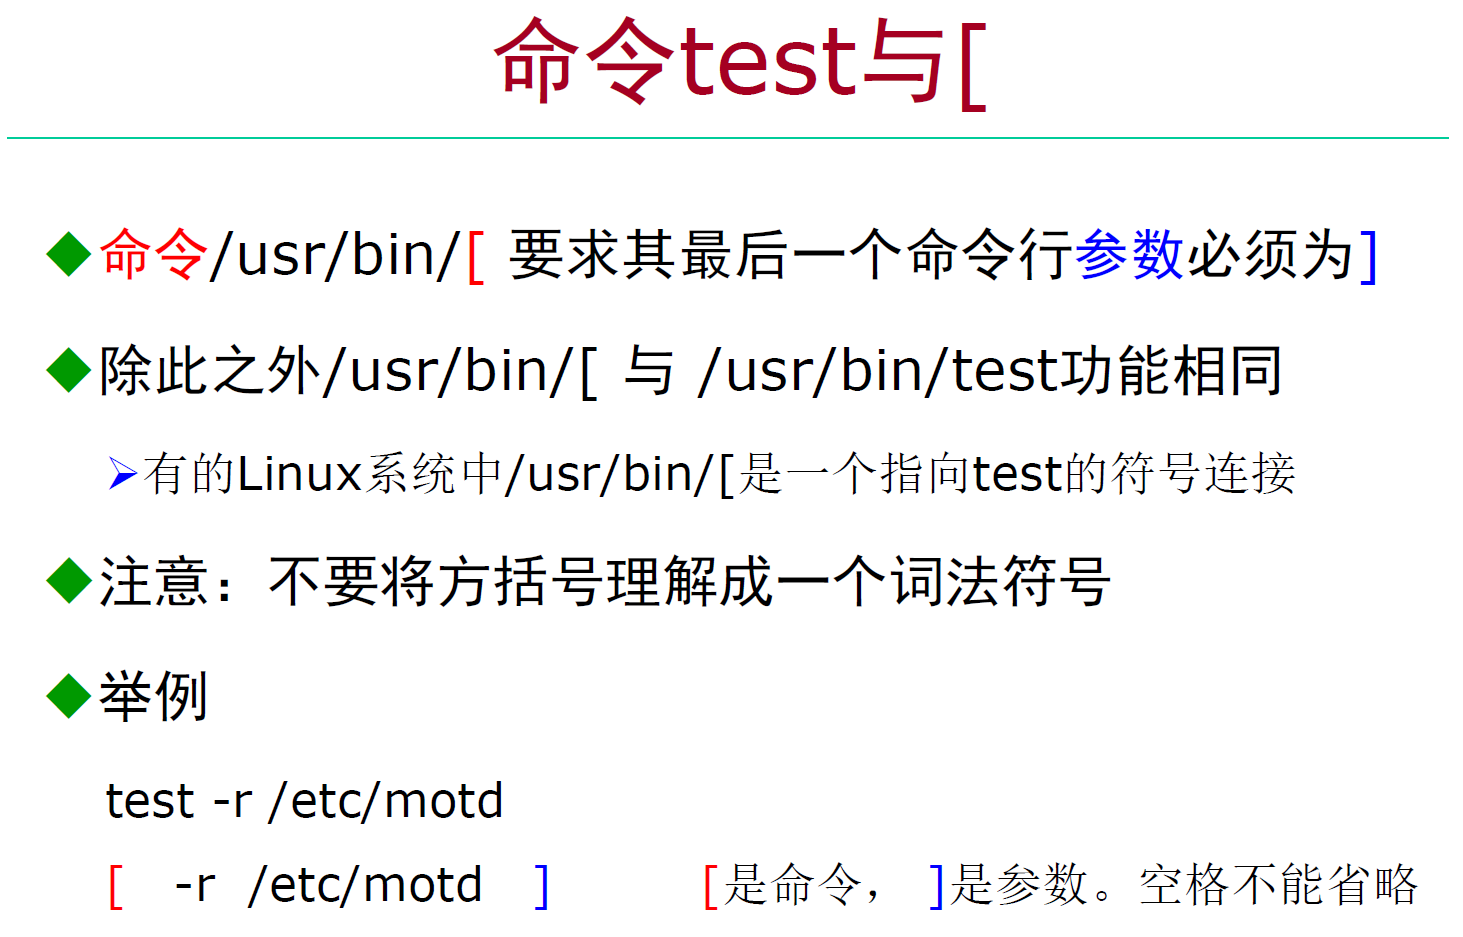 命令test与[
命令/usr/bin/[ 要求其最后一个命令行参数必须为]
除此之外/usr/bin/[ 与 /usr/bin/test功能相同
有的Linux系统中/usr/bin/[是一个指向test的符号连接
注意：不要将方括号理解成一个词法符号
举例
test -r /etc/motd
[ -r /etc/motd ] [是命令， ]是参数。空格不能省略